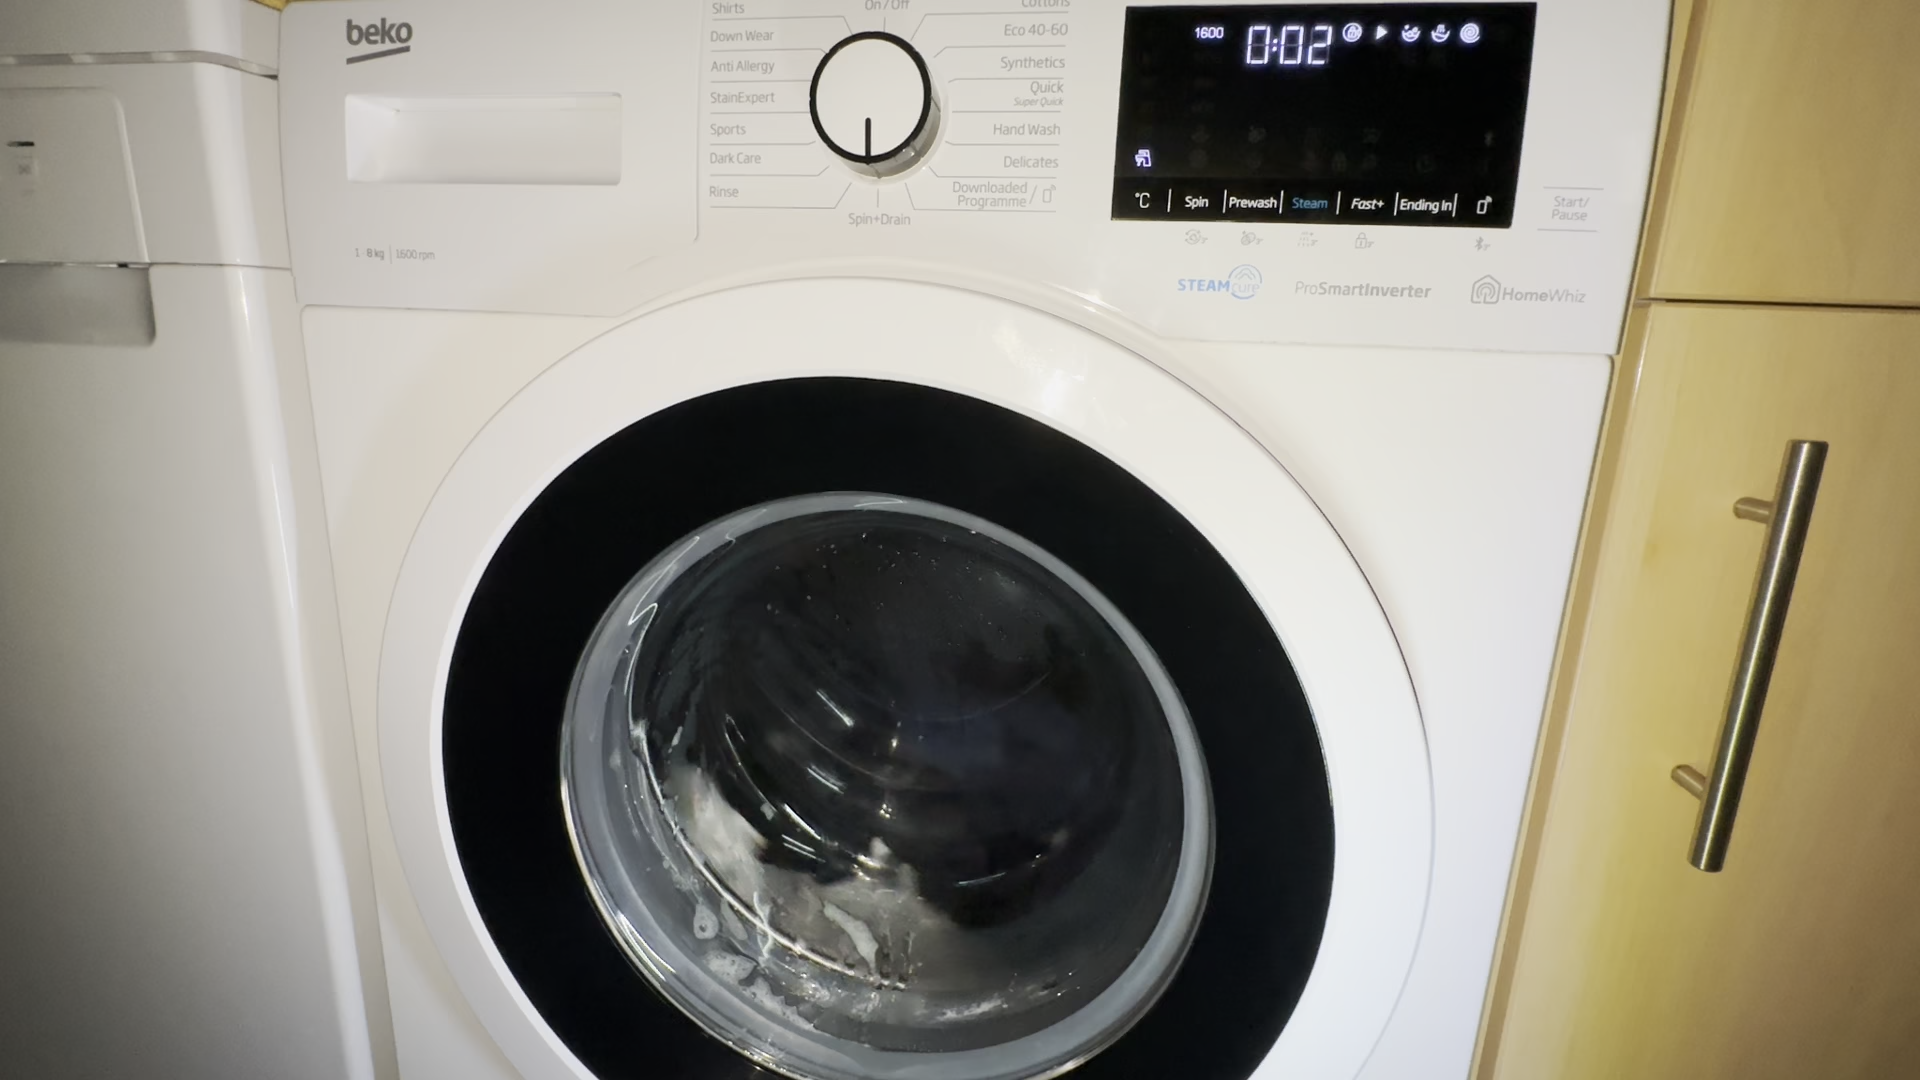 beko
Shirts
Down Wear
Anti Allergy
StainExpert
Sports
Dark Care
Rinse
On / Off
Spin+Drain
Cottons
Eco 40-60
Synthetics
Quick
Super Quick
Hand Wash
Delicates
Downloaded
Programme /
1 - 8 kg | 1600 rpm
1600 0:02
°C | Spin | Prewash | Steam | Fast+ | Ending In |
Start/
Pause
STEAMcure
ProSmartInverter
HomeWhiz